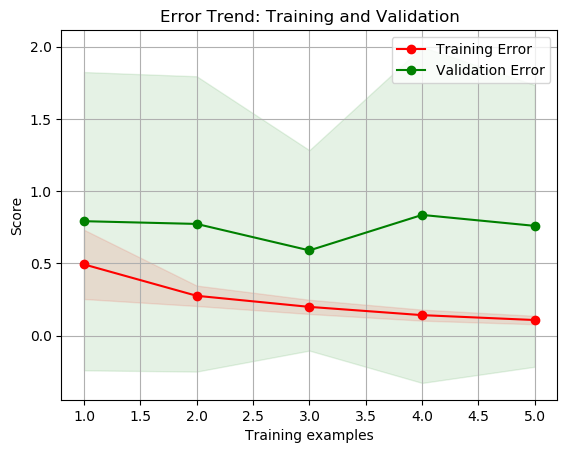 Error Trend: Training and Validation
Training Error
Validation Error
Score
2.0
1.5
1.0
0.5
0.0
1.0 1.5 2.0 2.5 3.0 3.5 4.0 4.5 5.0
Training examples